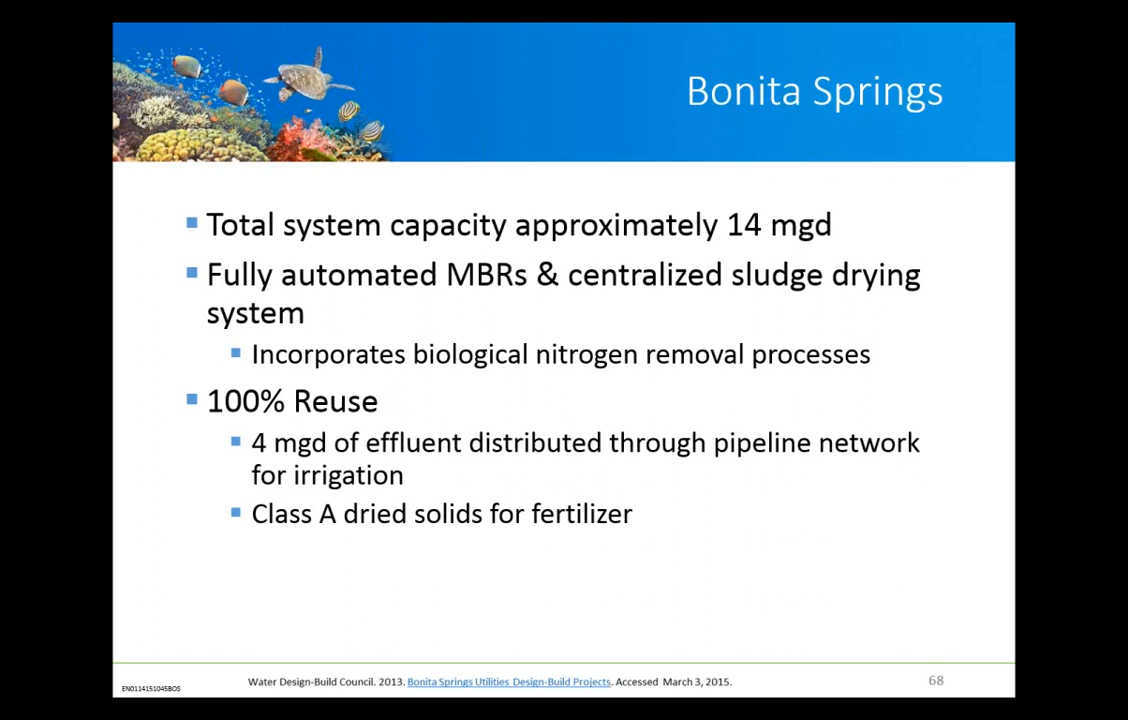 Bonita Springs
Total system capacity approximately 14 mgd
Fully automated MBRs & centralized sludge drying
system
Incorporates biological nitrogen removal processes
100% Reuse
4 mgd of effluent distributed through pipeline network
for irrigation
Class A dried solids for fertilizer
EN0114151045BOS
Water Design-Build Council. 2013. Bonita Springs Utilities Design-Build Projects. Accessed March 3, 2015.
68